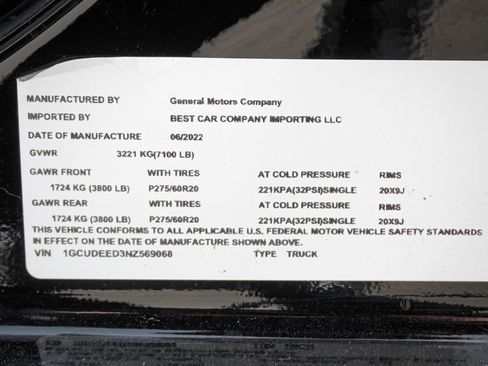 MANUFACTURED BY General Motors Company
IMPORTED BY BEST CAR COMPANY IMPORTING LLC
DATE OF MANUFACTURE 06/2022
GVWR 3221 KG(7100 LB)
GAWR FRONT WITH TIRES AT COLD PRESSURE RIMS
1724 KG (3800 LB) P275/60R20 221KPA(32PSI)SINGLE 20X9J
GAWR REAR WITH TIRES AT COLD PRESSURE RIMS
1724 KG (3800 LB) P275/60R20 221KPA(32PSI)SINGLE 20X9J
THIS VEHICLE CONFORMS TO ALL APPLICABLE U.S. FEDERAL MOTOR VEHICLE SAFETY STANDARDS
IN EFFECT ON THE DATE OF MANUFACTURE SHOWN ABOVE.
VIN 1GCUDEED3NZ569068 TYPE TRUCK